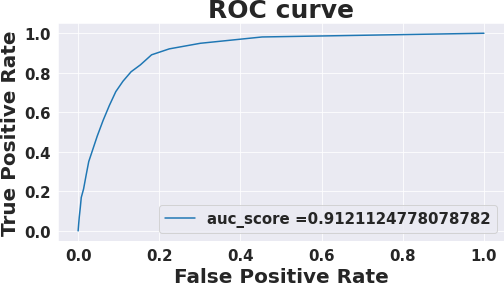 ROC curve
True Positive Rate
1.0
0.8
0.6
0.4
0.2
0.0
auc_score =0.9121124778078782
0.0 0.2 0.4 0.6 0.8 1.0
False Positive Rate